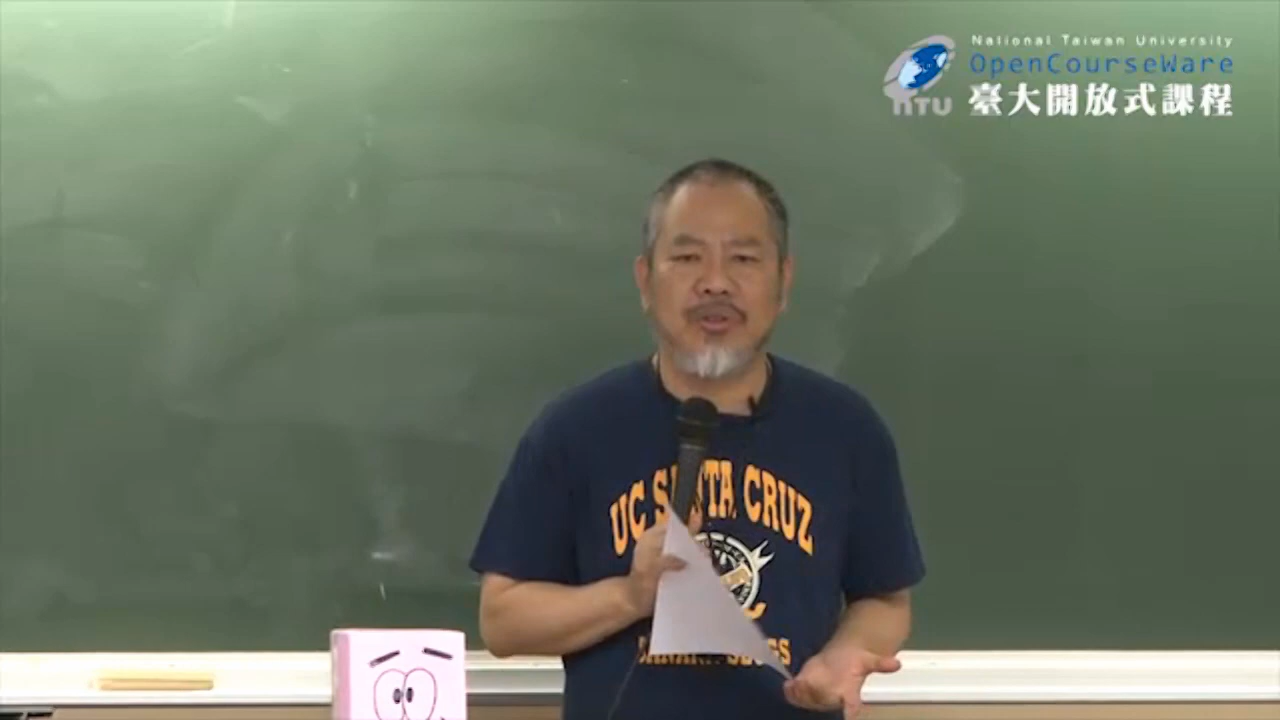 National Taiwan University
OpenCourseWare
NTU 臺大開放式課程
UC SANTA CRUZ